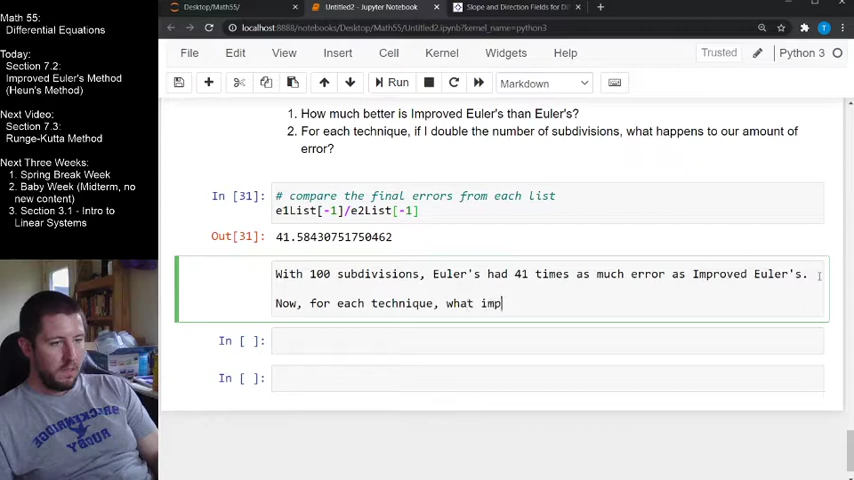 Math 55:
Differential Equations
Today:
Section 7.2:
Improved Euler's Method
(Heun's Method)
Next Video:
Section 7.3:
Runge-Kutta Method
Next Three Weeks:
1. Spring Break Week
2. Baby Week (Midterm, no
new content)
3. Section 3.1 - Intro to
Linear Systems
Desktop/Math55/
Untitled2 - Jupyter Notebook
Slope and Direction Fields for Di
localhost:8888/notebooks/Desktop/Math55/Untitled2.ipynb?kernel_name=python3
T
File Edit View Insert Cell Kernel Widgets Help Trusted Python 3
Run Markdown
1. How much better is Improved Euler's than Euler's?
2. For each technique, if I double the number of subdivisions, what happens to our amount of
error?
In [31]: # compare the final errors from each list
e1List[-1]/e2List[-1]
Out[31]: 41.58430751750462
With 100 subdivisions, Euler's had 41 times as much error as Improved Euler's.
Now, for each technique, what imp
In [ ]:
In [ ]:
BRECKENRIDGE
RUGBY